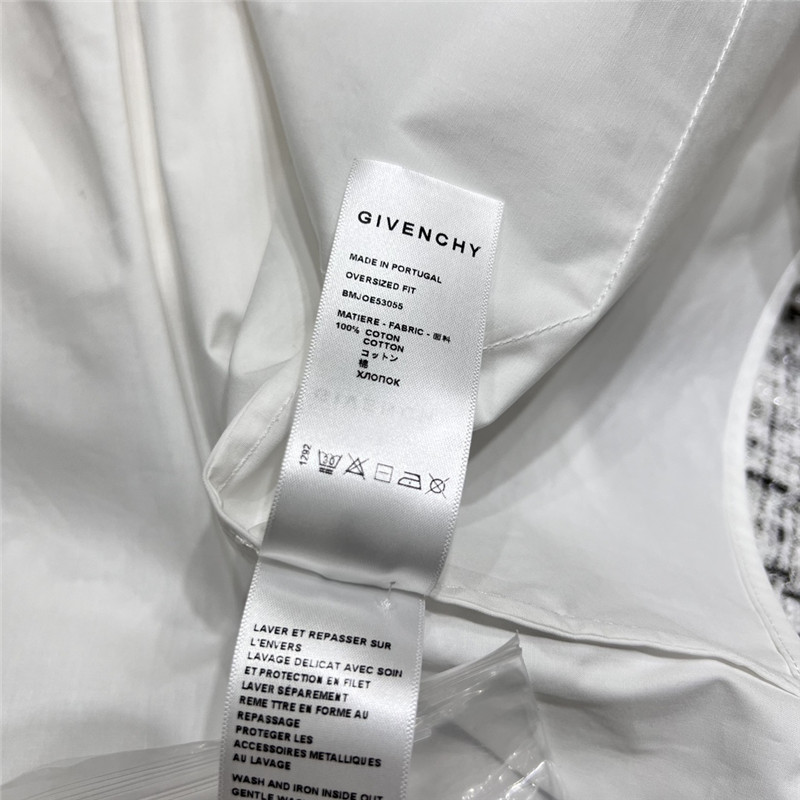 GIVENCHY
MADE IN PORTUGAL
OVERSIZED FIT
BMJOE53055
MATIERE - FABRIC - 面料
100% COTON
COTTON
コットン
棉
ХЛОПОК
1292
30
LAVER ET REPASSER SUR
L'ENVERS
LAVAGE DELICAT AVEC SOIN
ET PROTECTION EN FILET
LAVER SÉPAREMENT
REME TTRE EN FORME AU
REPASSAGE
PROTEGER LES
ACCESSOIRES METALLIQUES
AU LAVAGE
WASH AND IRON INSIDE OUT
GENTLE